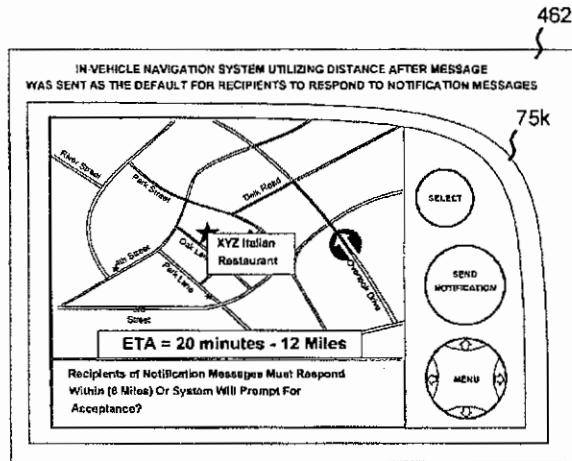 462
IN-VEHICLE NAVIGATION SYSTEM UTILIZING DISTANCE AFTER MESSAGE
WAS SENT AS THE DEFAULT FOR RECIPIENTS TO RESPOND TO NOTIFICATION MESSAGES
75k
River Street
Park Street
Belk Road
SELECT
XYZ Italian
Restaurant
Oak Lane
4th Street
Park Lane
Overlook Drive
3rd
Street
SEND
NOTIFICATION
ETA = 20 minutes - 12 Miles
MENU
Recipients of Notification Messages Must Respond
Within (6 Miles) Or System Will Prompt For
Acceptance?